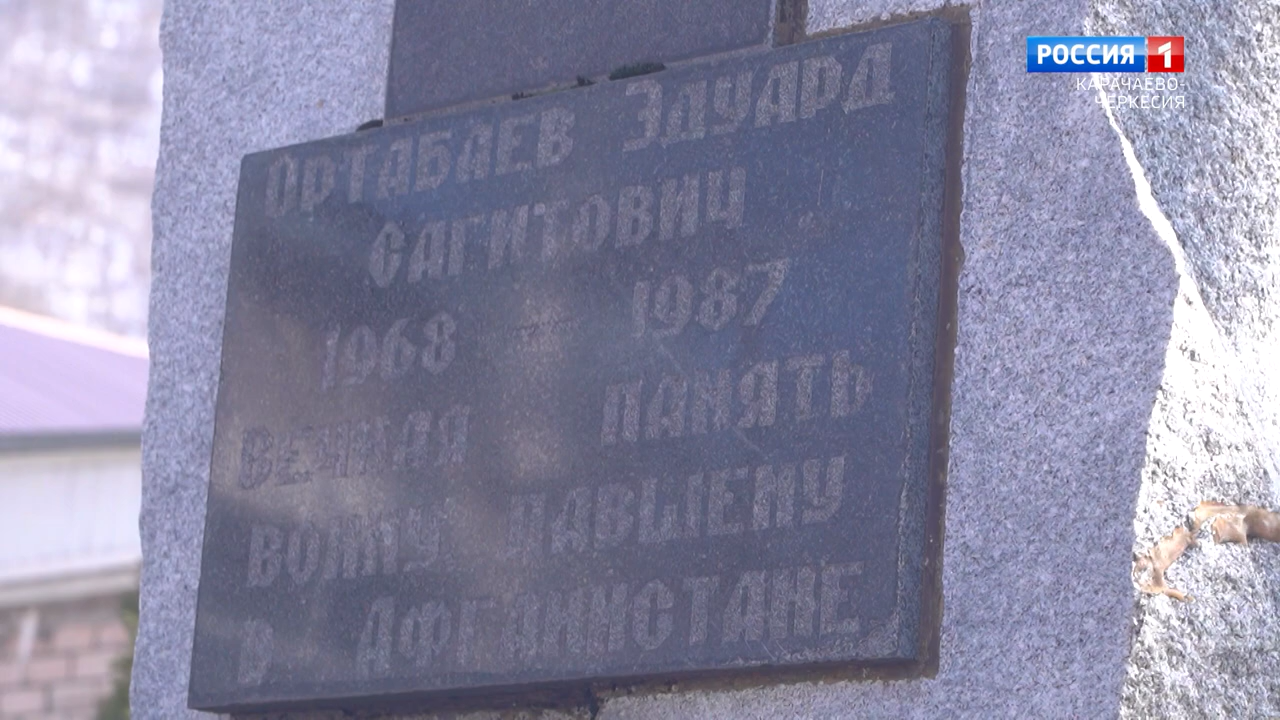 РОССИЯ 1
КАРАЧАЕВО-
ЧЕРКЕСИЯ
ОРТАБАЕВ ЭДУАРД
САГИТОВИЧ
1968 1987
ВЕЧНАЯ ПАМЯТЬ
ВОИНУ ПАВШЕМУ
В АФГАНИСТАНЕ